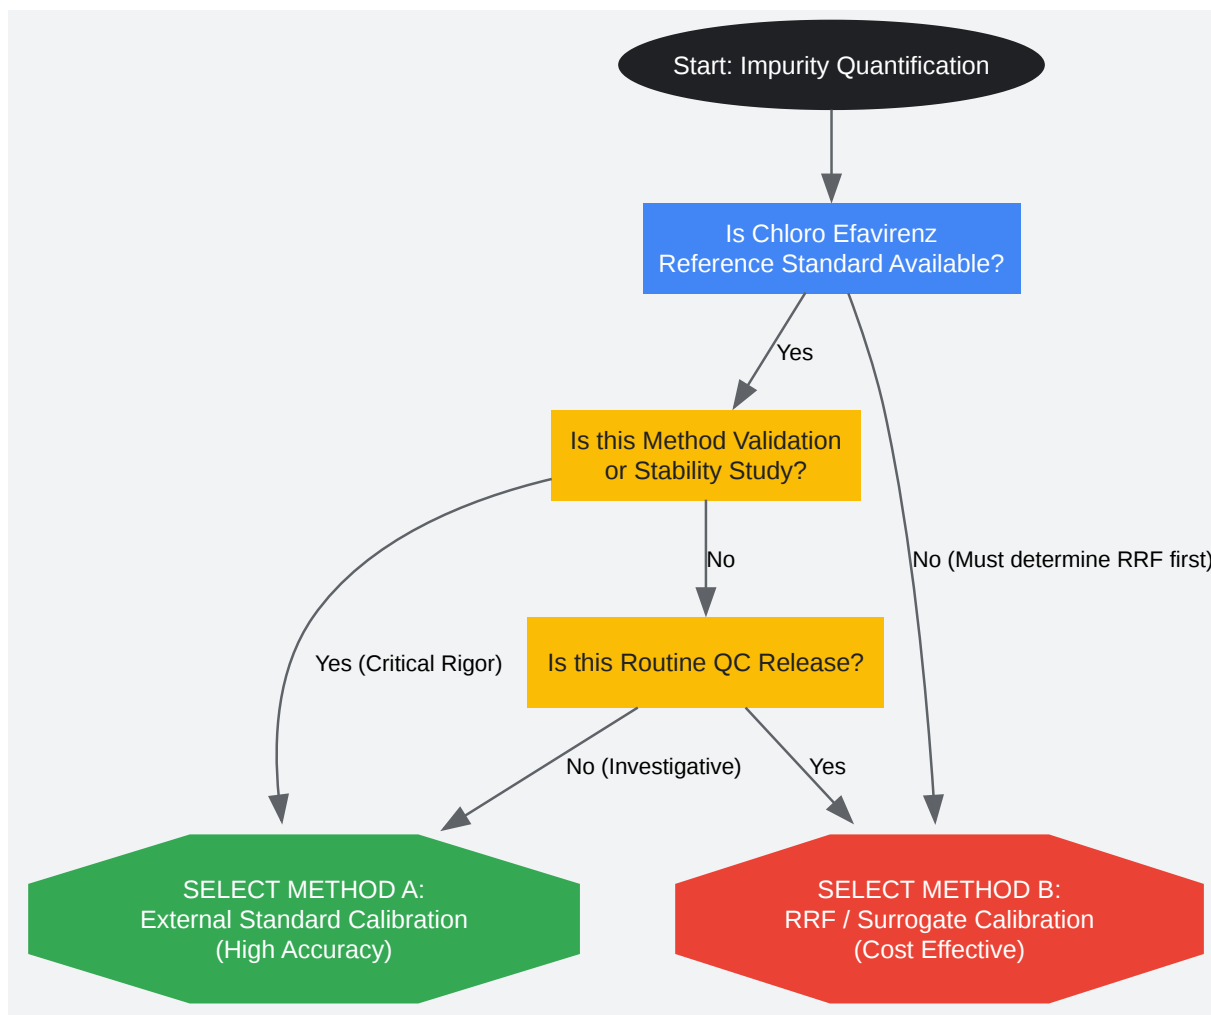 Start: Impurity Quantification
Is Chloro Efavirenz
Reference Standard Available?
Yes
Is this Method Validation
or Stability Study?
No
No (Must determine RRF first)
Yes (Critical Rigor)
Is this Routine QC Release?
No (Investigative)
Yes
SELECT METHOD A:
External Standard Calibration
(High Accuracy)
SELECT METHOD B:
RRF / Surrogate Calibration
(Cost Effective)